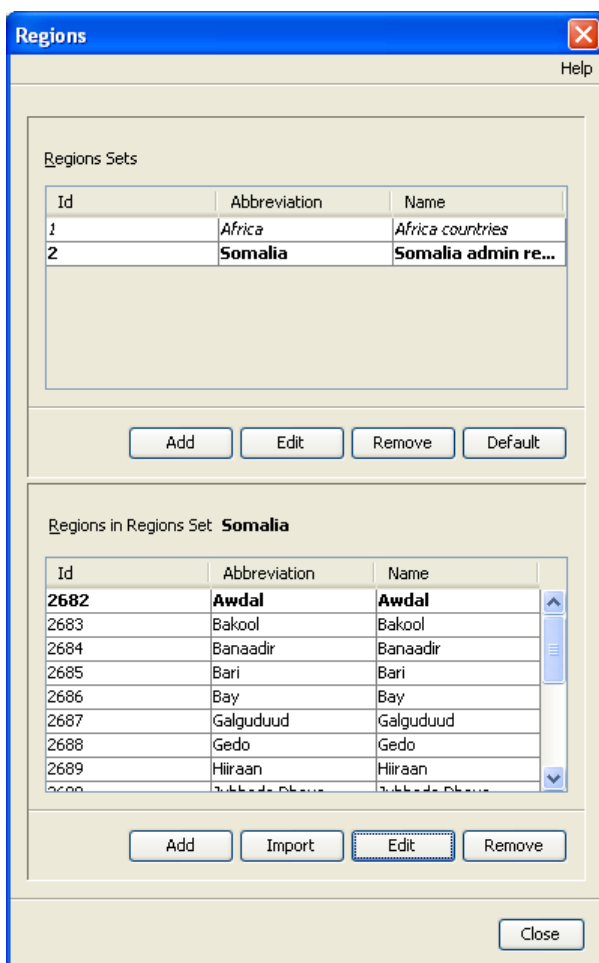 Regions
Help
Regions Sets
Id Abbreviation Name
1 Africa Africa countries
2 Somalia Somalia admin re...
Add Edit Remove Default
Regions in Regions Set Somalia
Id Abbreviation Name
2682 Awdal Awdal
2683 Bakool Bakool
2684 Banaadir Banaadir
2685 Bari Bari
2686 Bay Bay
2687 Galguduud Galguduud
2688 Gedo Gedo
2689 Hiiraan Hiiraan
Add Import Edit Remove
Close